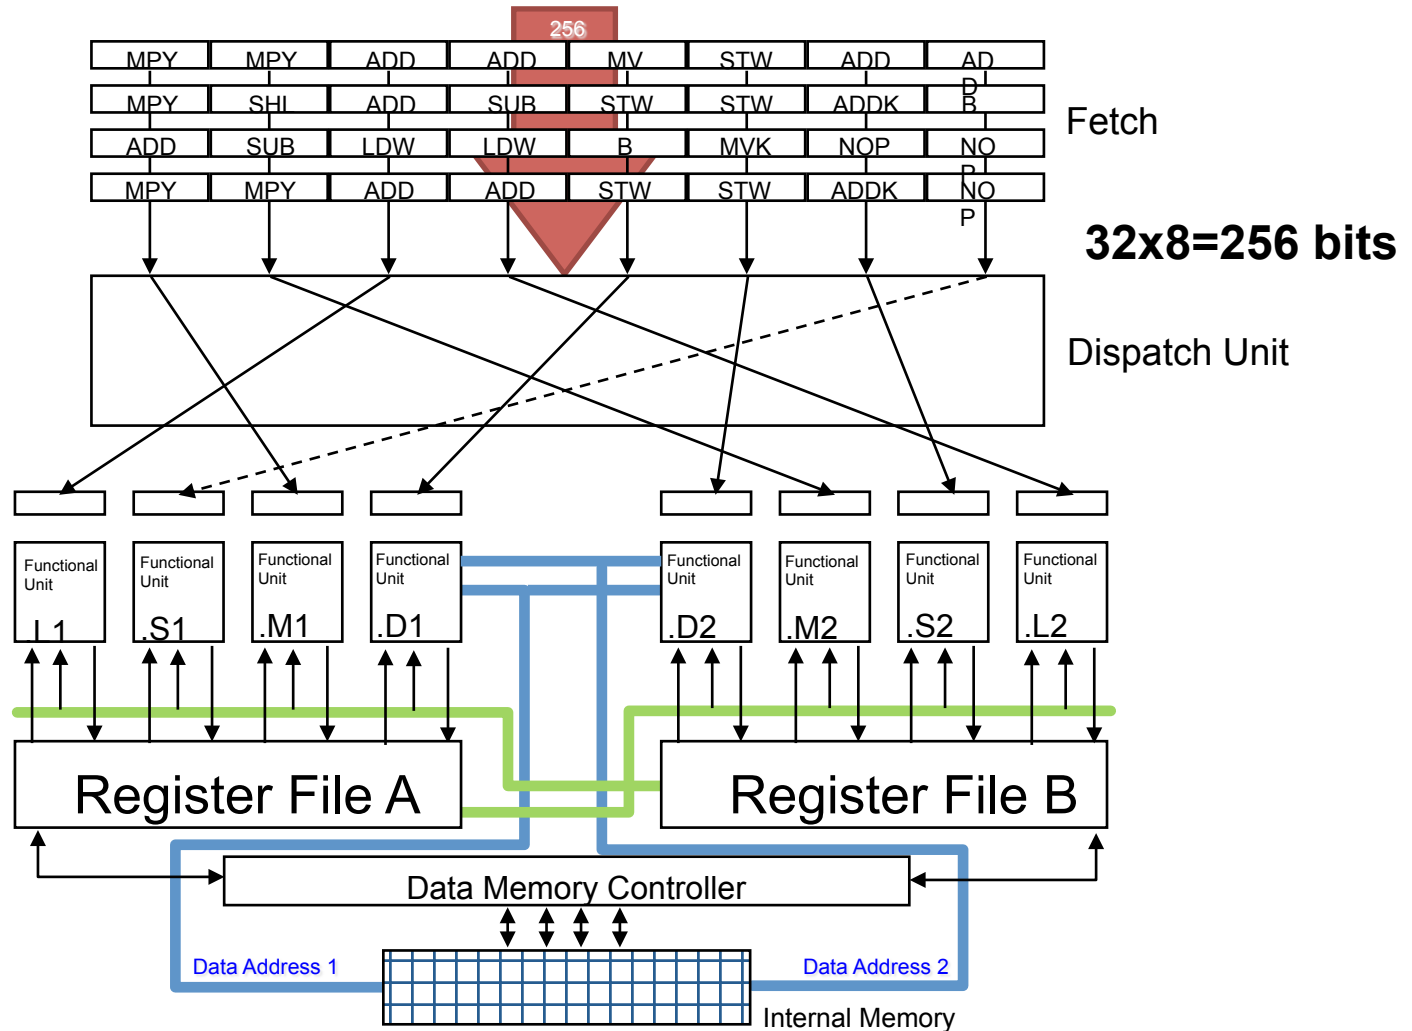 256
MPY MPY ADD ADD MV STW ADD AD
D
MPY SHL ADD SUB STW STW ADDK B
ADD SUB LDW LDW B MVK NOP NO
P
MPY MPY ADD ADD STW STW ADDK NO
P
Fetch
32x8=256 bits
Dispatch Unit
Functional Functional Functional Functional Functional Functional Functional Functional
Unit Unit Unit Unit Unit Unit Unit Unit
.L1 .S1 .M1 .D1 .D2 .M2 .S2 .L2
Register File A Register File B
Data Memory Controller
Data Address 1 Data Address 2
Internal Memory